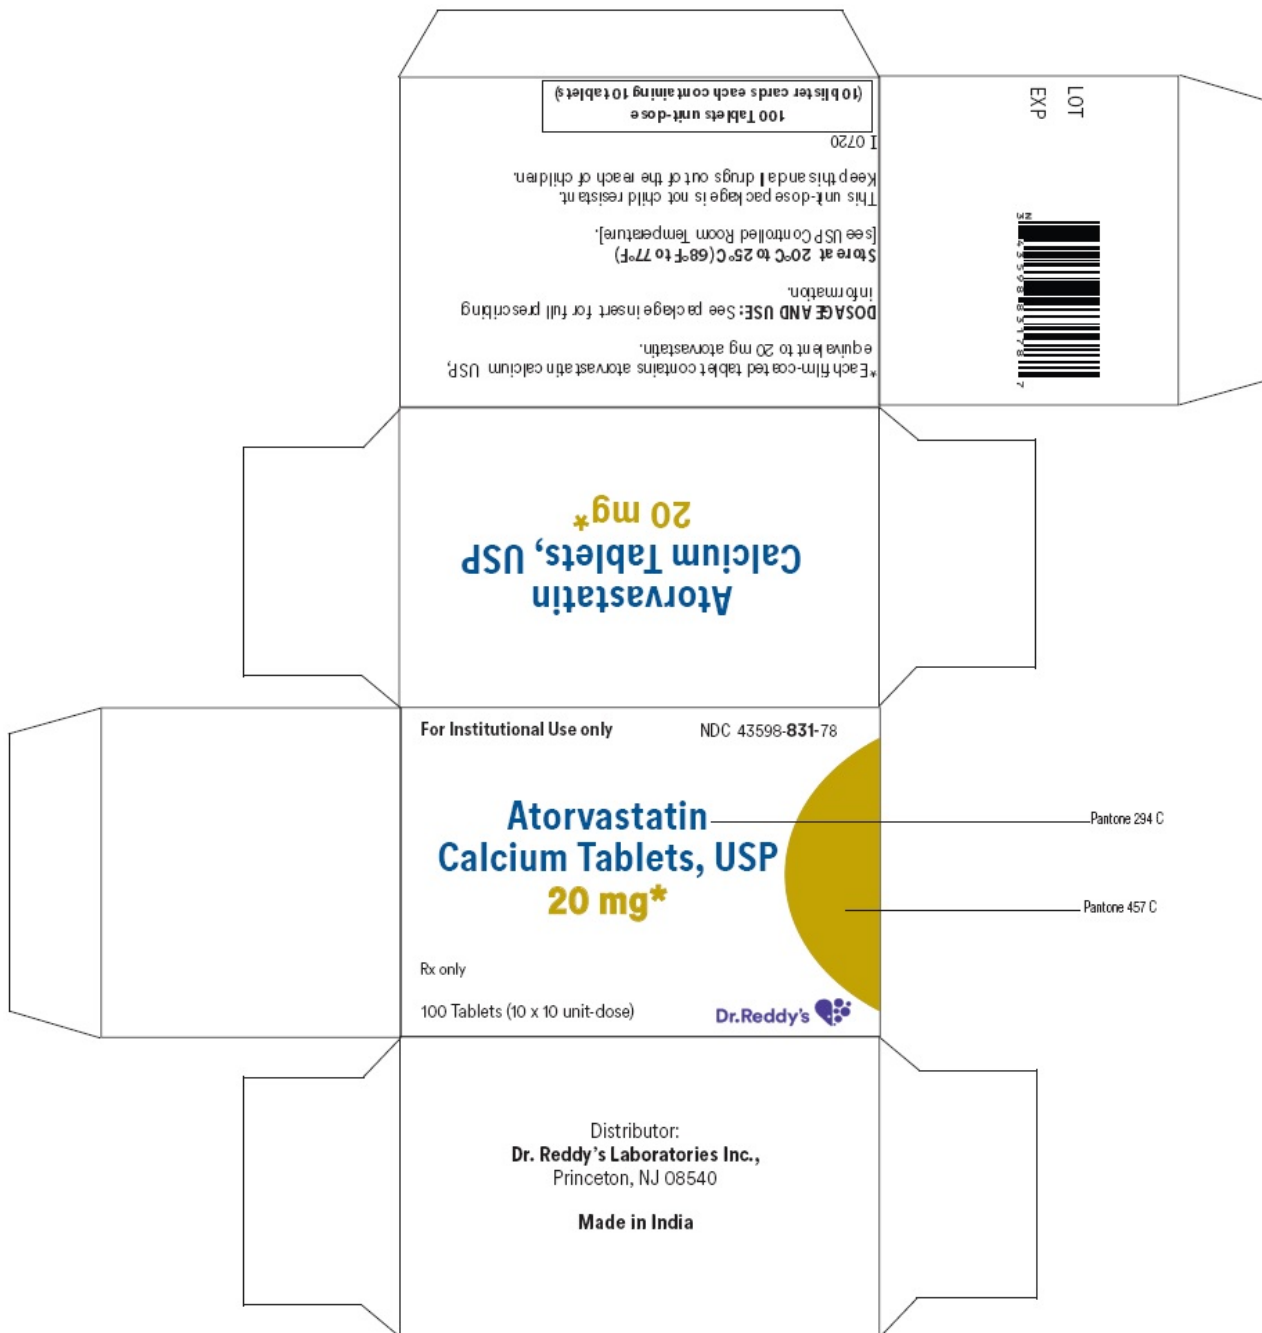 100 Tablets unit-dose
(10 blister cards each containing 10 tablets)
I 0720
Keep this and all drugs out of the reach of children.
This unit-dose package is not child resistant.
[see USP Controlled Room Temperature].
Store at 20°C to 25°C (68°F to 77°F)
information.
DOSAGE AND USE: See package insert for full prescribing
equivalent to 20 mg atorvastatin.
*Each film-coated tablet contains atorvastatin calcium USP,
LOT
EXP
N
3 43598 83178 7
Atorvastatin
Calcium Tablets, USP
20 mg*
For Institutional Use only
NDC 43598-831-78
Atorvastatin
Calcium Tablets, USP
20 mg*
Pantone 294 C
Pantone 457 C
Rx only
100 Tablets (10 x 10 unit-dose)
Dr.Reddy's
Distributor:
Dr. Reddy's Laboratories Inc.,
Princeton, NJ 08540
Made in India